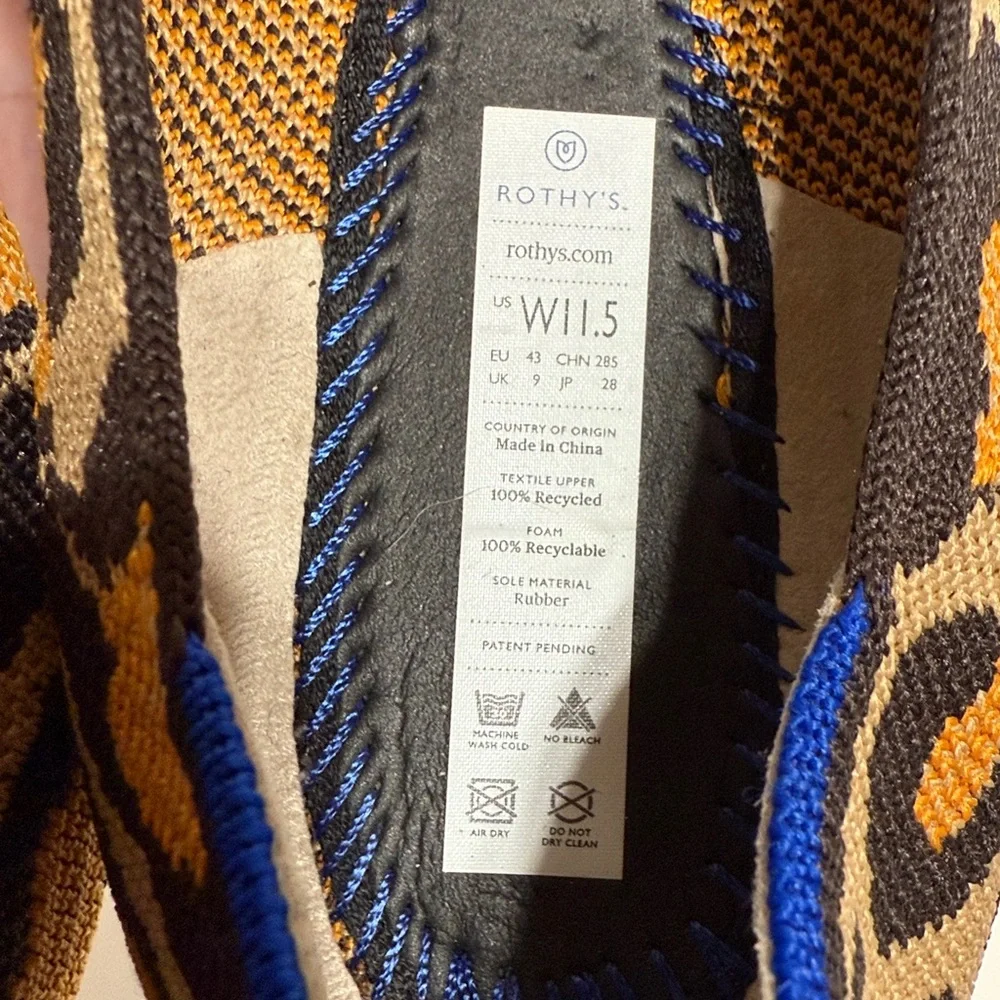 ROTHY'S.
rothys.com
US W11.5
EU 43 CHN 285
UK 9 JP 28
COUNTRY OF ORIGIN
Made in China
TEXTILE UPPER
100% Recycled
FOAM
100% Recyclable
SOLE MATERIAL
Rubber
PATENT PENDING
MACHINE
WASH COLD
NO BLEACH
AIR DRY
DO NOT
DRY CLEAN